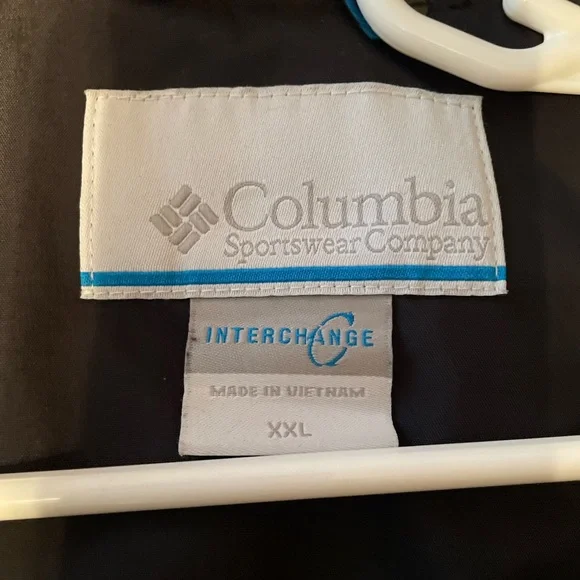 Columbia
Sportswear Company
INTERCHANGE
MADE IN VIETNAM
XXL